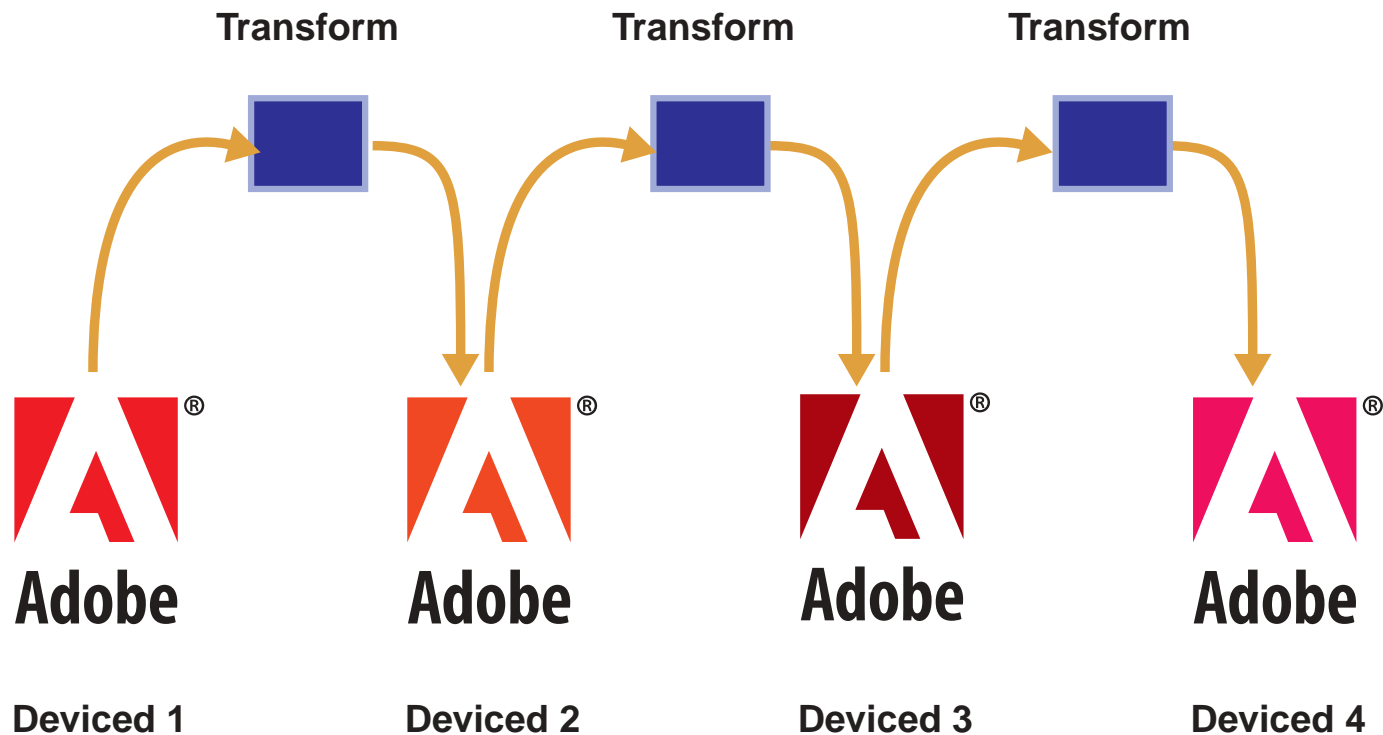 Transform Transform Transform
® ® ® ®
Adobe Adobe Adobe Adobe
Deviced 1 Deviced 2 Deviced 3 Deviced 4